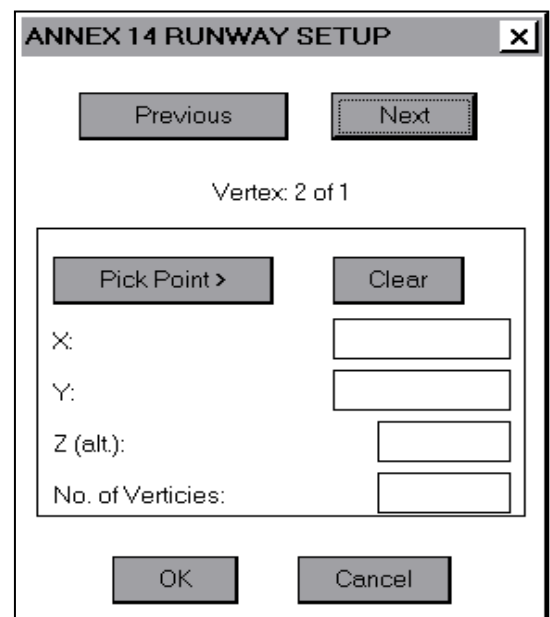 ANNEX 14 RUNWAY SETUP
Previous Next
Vertex: 2 of 1
Pick Point > Clear
X:
Y:
Z (alt.):
No. of Verticies:
OK Cancel